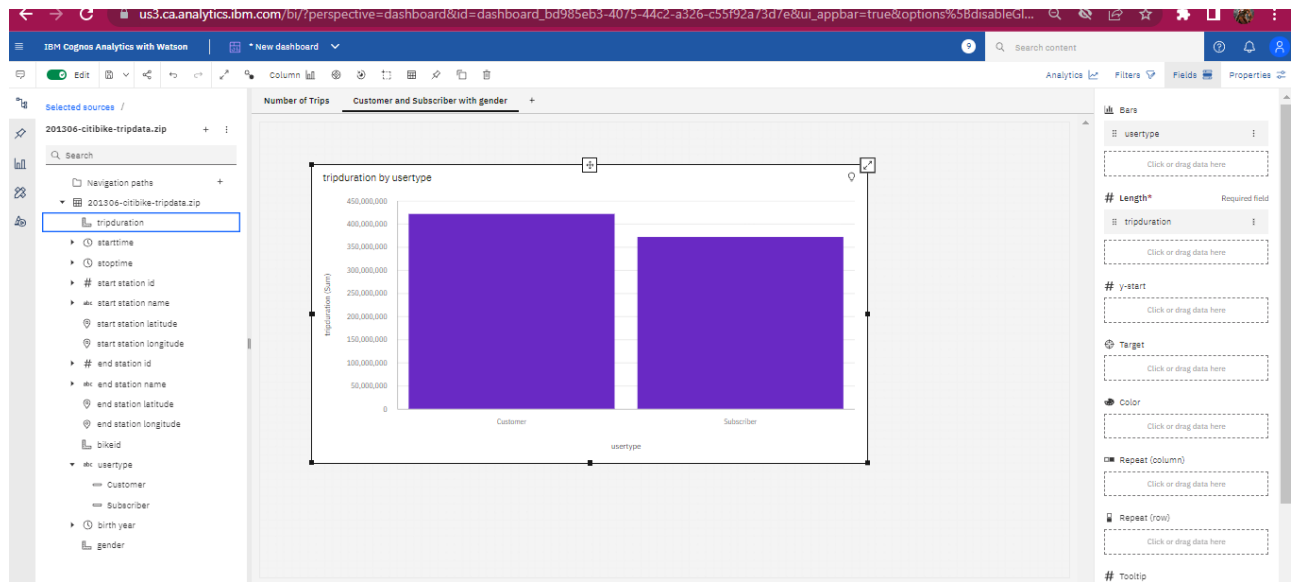 us3.ca.analytics.ibm.com/bi/?perspective=dashboard&id=dashboard_bd985eb3-4075-44c2-a326-c55f92a73d7e&ui_appbar=true&options%5BdisableGl...
IBM Cognos Analytics with Watson
* New dashboard
9
Search content
Edit
Column
Analytics
Filters
Fields
Properties
Selected sources /
201306-citibike-tripdata.zip
Search
Navigation paths
201306-citibike-tripdata.zip
tripduration
starttime
stoptime
# start station id
abc start station name
start station latitude
start station longitude
# end station id
abc end station name
end station latitude
end station longitude
bikeid
abc usertype
Customer
Subscriber
birth year
gender
Number of Trips
Customer and Subscriber with gender
tripduration by usertype
tripduration (Sum)
450,000,000
400,000,000
350,000,000
300,000,000
250,000,000
200,000,000
150,000,000
100,000,000
50,000,000
0
Customer
Subscriber
usertype
Bars
usertype
Click or drag data here
# Length* Required field
tripduration
Click or drag data here
# y-start
Click or drag data here
Target
Click or drag data here
Color
Click or drag data here
Repeat (column)
Click or drag data here
Repeat (row)
Click or drag data here
# Tooltip